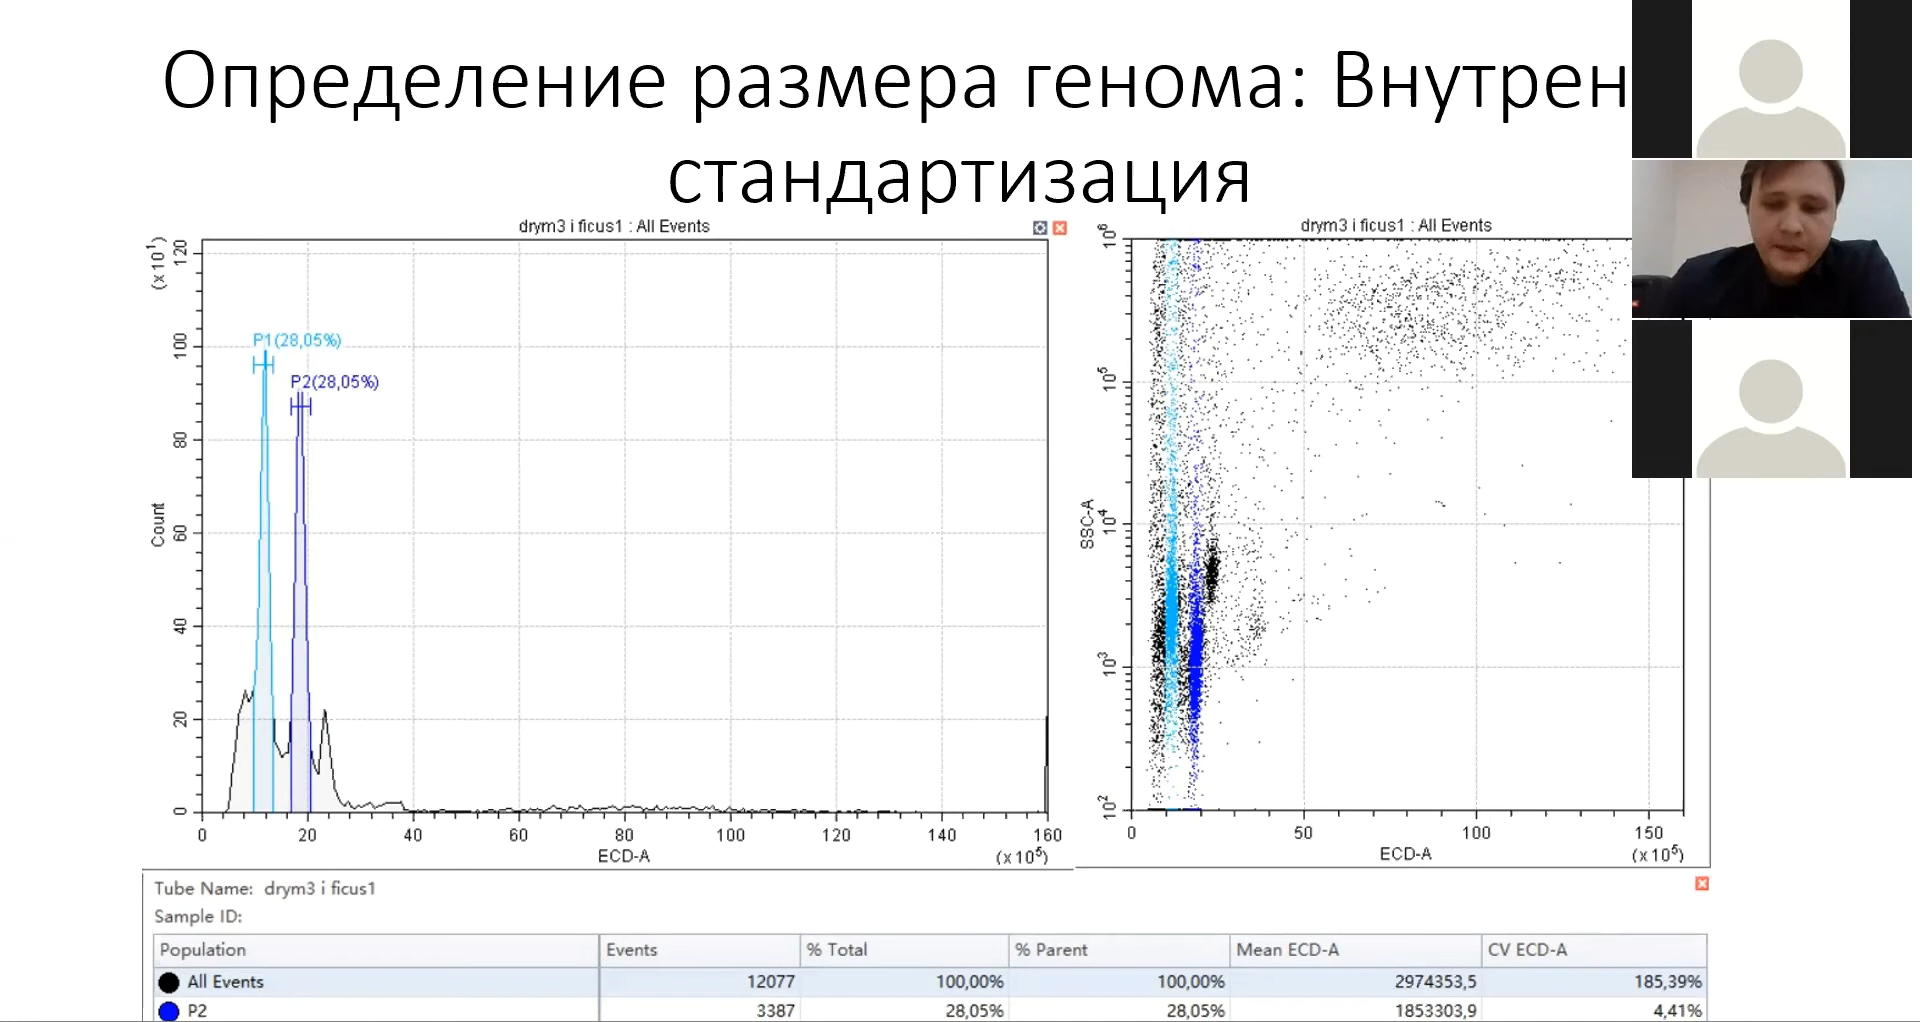 Определение размера генома: Внутрен
стандартизация
drym3 i ficus1 : All Events
(x 10¹)
120
100
80
60
40
20
0
Count
P1(28,05%)
P2(28,05%)
0 20 40 60 80 100 120 140 160
ECD-A (x 10⁵)
drym3 i ficus1 : All Events
10⁶
10⁵
10⁴
10³
10²
SSC-A
0 50 100 150
ECD-A (x 10⁵)
Tube Name: drym3 i ficus1
Sample ID:
Population Events % Total % Parent Mean ECD-A CV ECD-A
All Events 12077 100,00% 100,00% 2974353,5 185,39%
P2 3387 28,05% 28,05% 1853303,9 4,41%